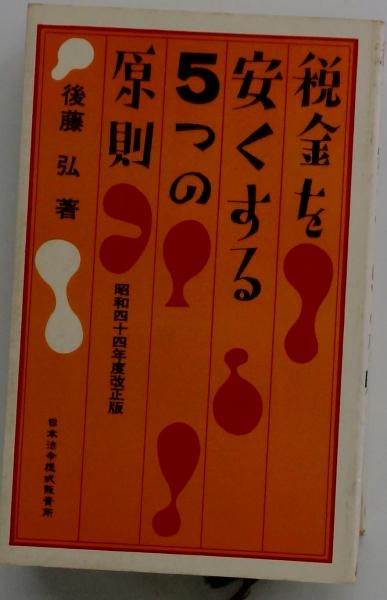 税金を
安くする
5つの
原則
昭和四十四年度改正版
後藤 弘 著
日本法令様式販賣所